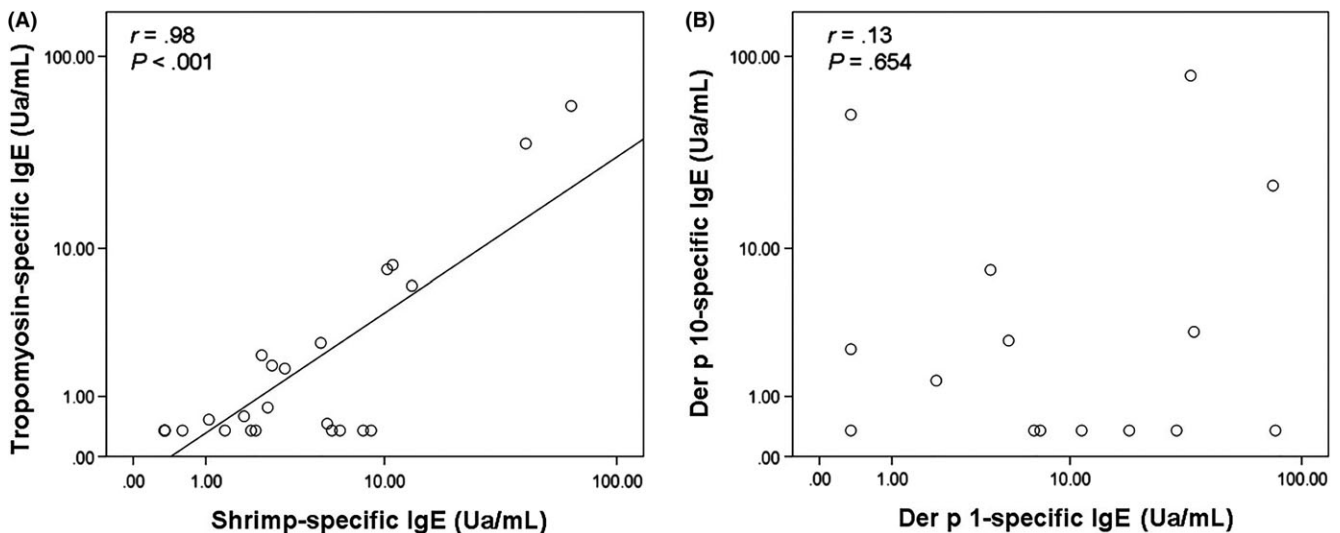 (A)
r = .98
P < .001
Tropomyosin-specific IgE (Ua/mL)
100.00
10.00
1.00
.00
.00
1.00
10.00
100.00
Shrimp-specific IgE (Ua/mL)
(B)
r = .13
P = .654
Der p 10-specific IgE (Ua/mL)
100.00
10.00
1.00
.00
.00
1.00
10.00
100.00
Der p 1-specific IgE (Ua/mL)